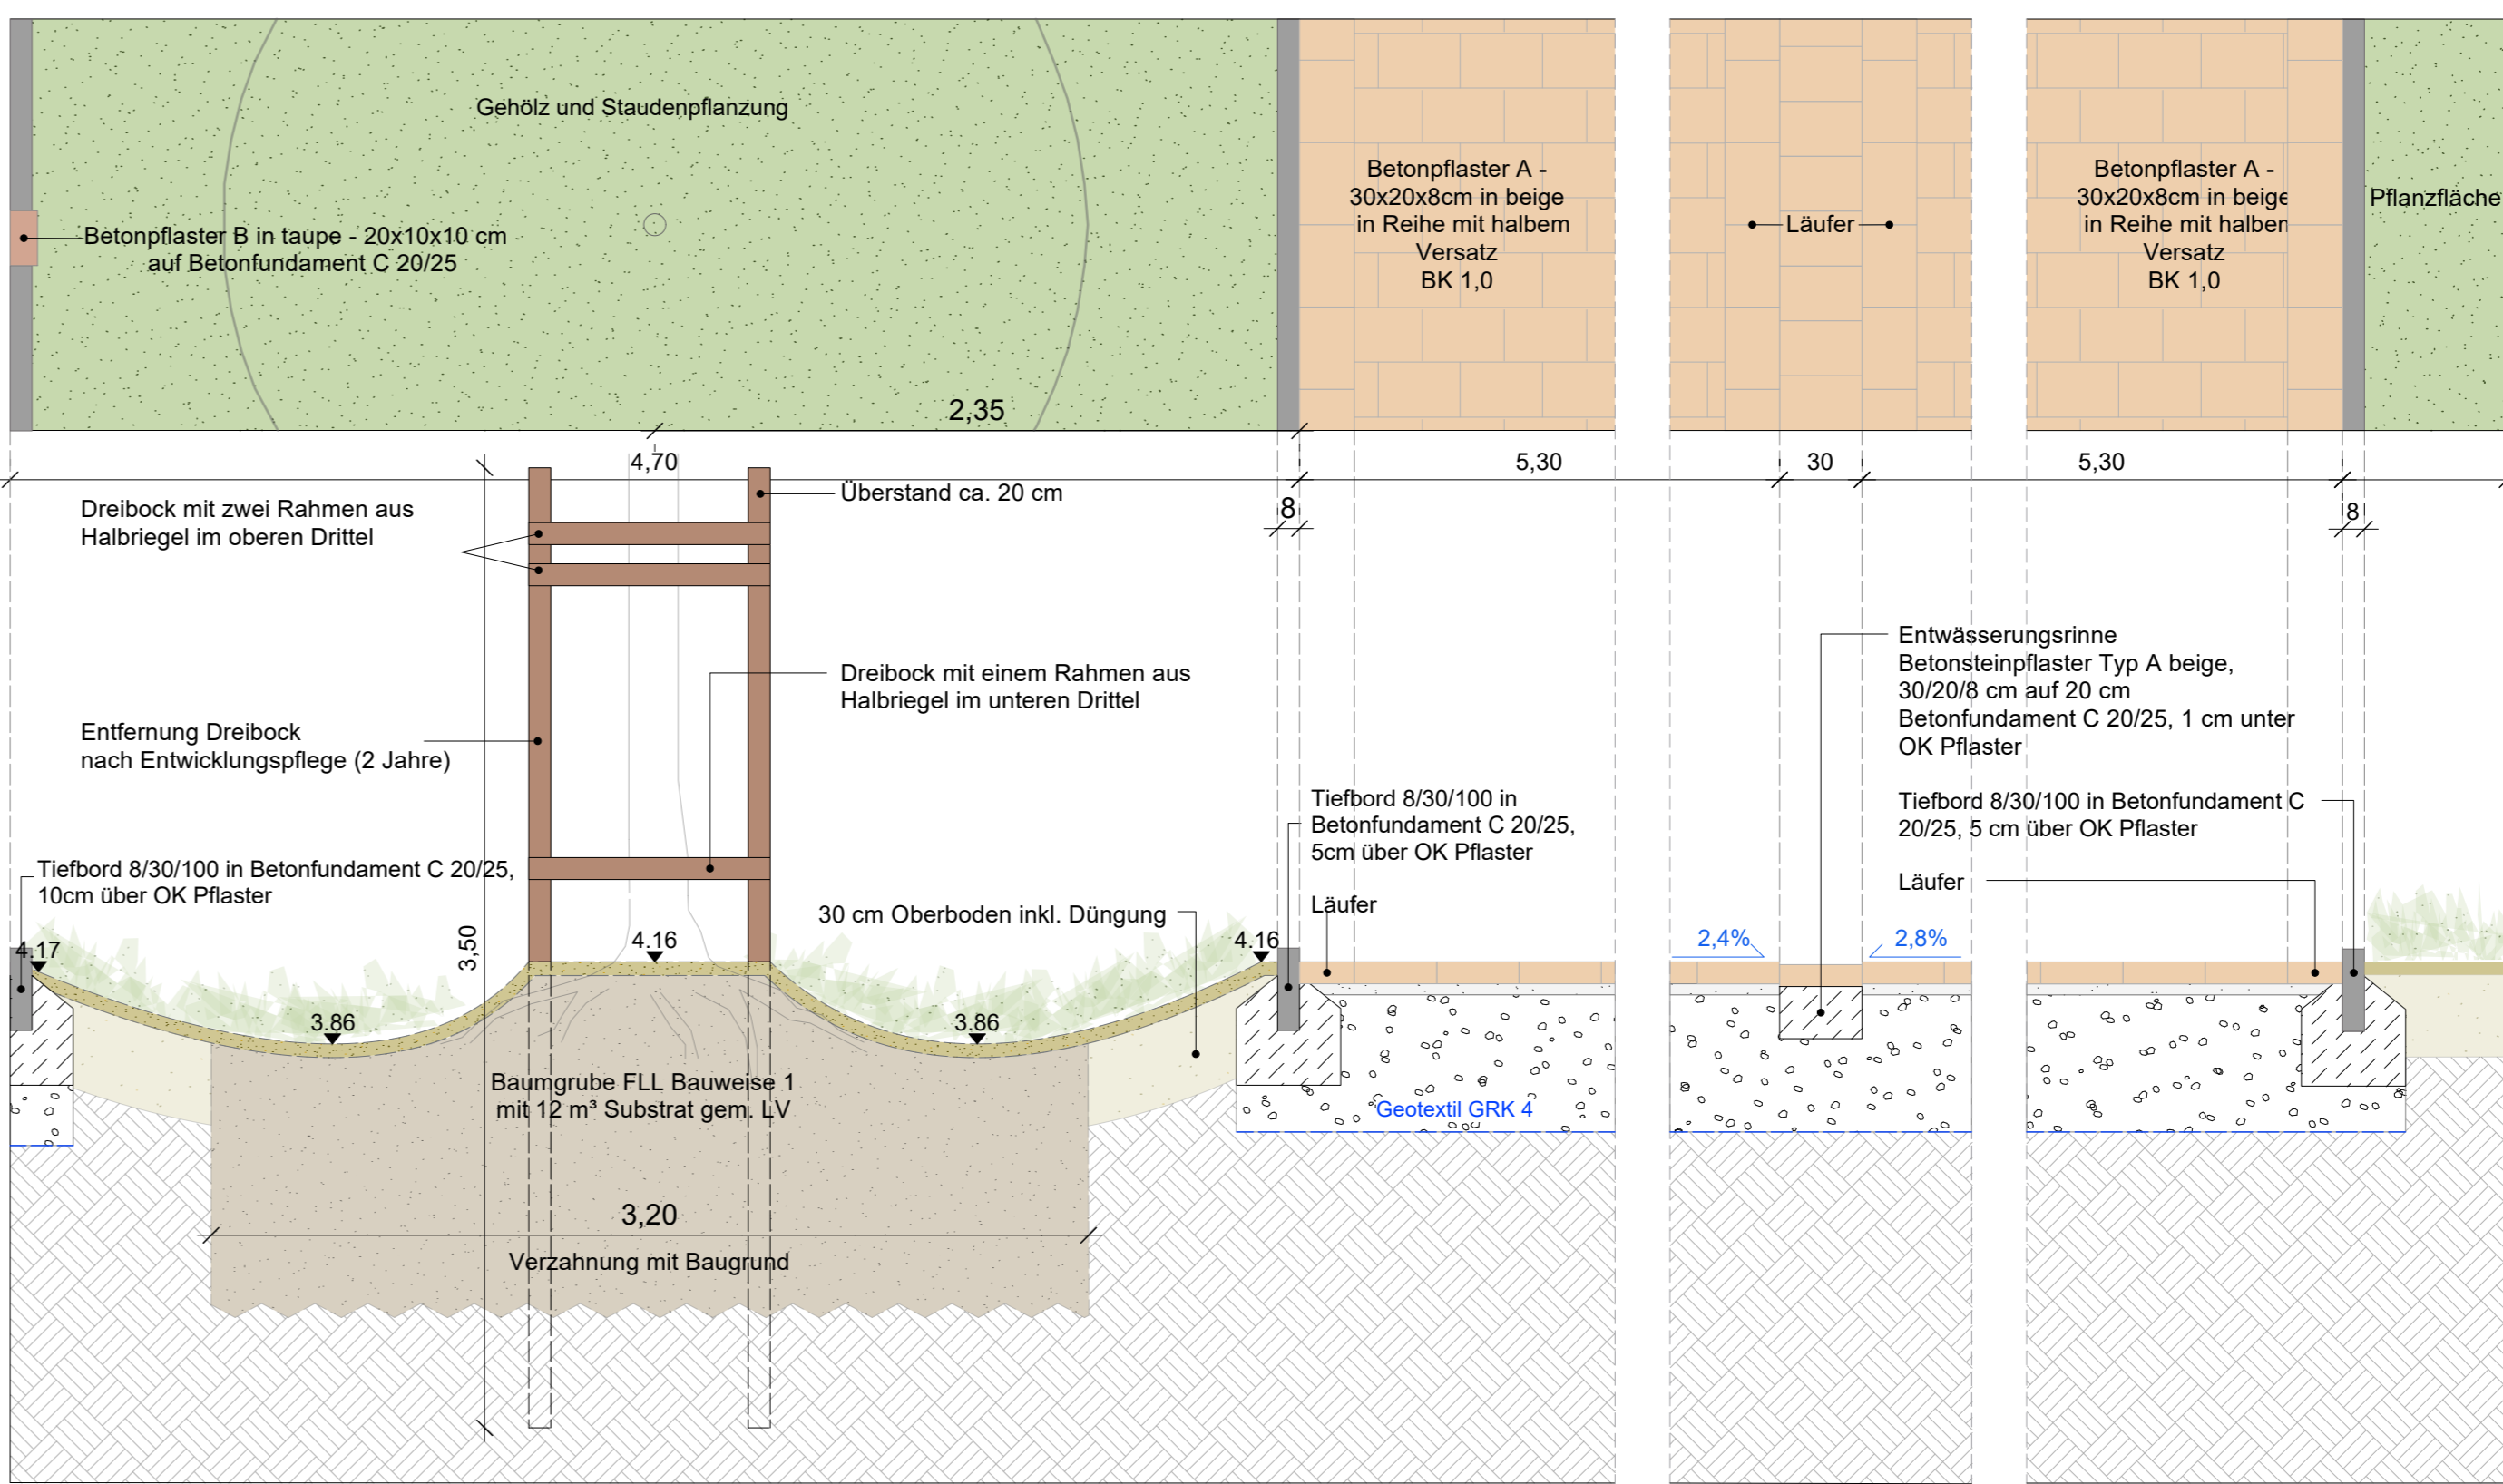 Gehölz und Staudenpflanzung
Betonpflaster B in taupe - 20x10x10 cm
auf Betonfundament C 20/25
Betonpflaster A -
30x20x8cm in beige
in Reihe mit halbem
Versatz
BK 1,0
Läufer
Betonpflaster A -
30x20x8cm in beige
in Reihe mit halben
Versatz
BK 1,0
Pflanzfläche
2,35
4,70
5,30
30
5,30
8
8
Dreibock mit zwei Rahmen aus
Halbriegel im oberen Drittel
Überstand ca. 20 cm
Dreibock mit einem Rahmen aus
Halbriegel im unteren Drittel
Entfernung Dreibock
nach Entwicklungspflege (2 Jahre)
Entwässerungsrinne
Betonsteinpflaster Typ A beige,
30/20/8 cm auf 20 cm
Betonfundament C 20/25, 1 cm unter
OK Pflaster
Tiefbord 8/30/100 in
Betonfundament C 20/25,
5cm über OK Pflaster
Läufer
Tiefbord 8/30/100 in Betonfundament C
20/25, 5 cm über OK Pflaster
Läufer
Tiefbord 8/30/100 in Betonfundament C 20/25,
10cm über OK Pflaster
30 cm Oberboden inkl. Düngung
3,50
4.17
4.16
4.16
2,4%
2,8%
3.86
3.86
Baumgrube FLL Bauweise 1
mit 12 m³ Substrat gem. LV
Geotextil GRK 4
3,20
Verzahnung mit Baugrund